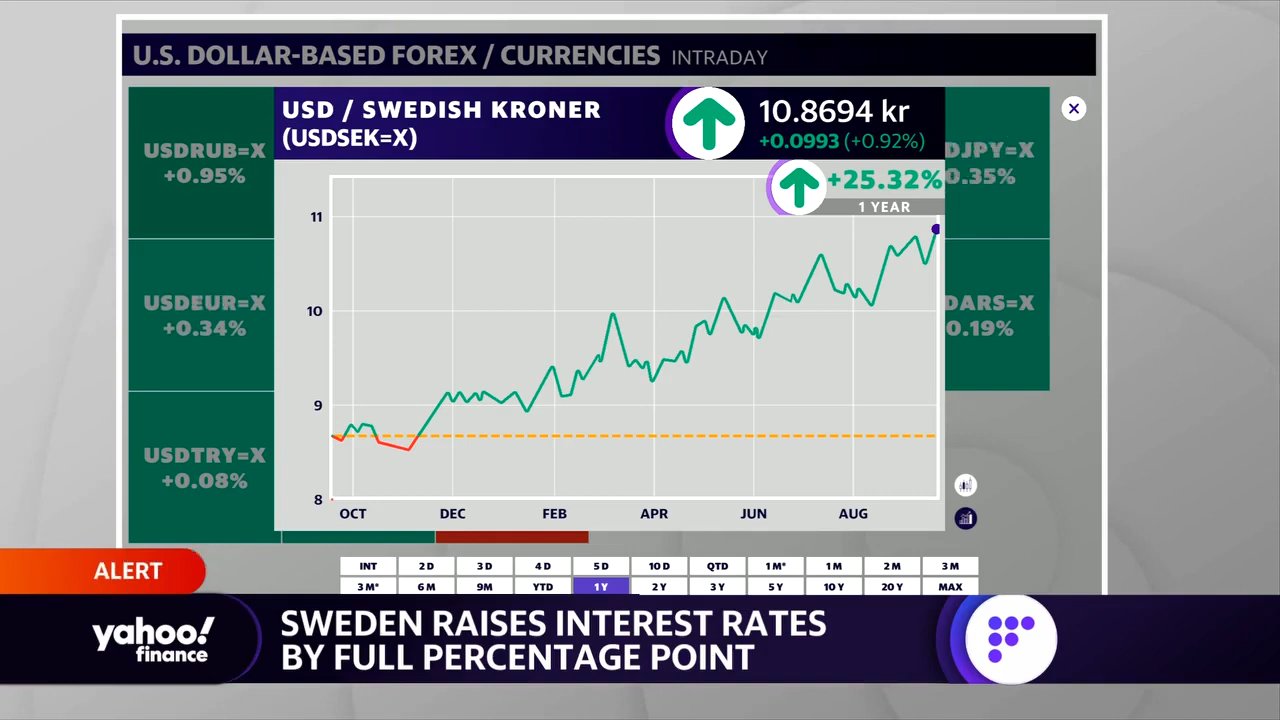 U.S. DOLLAR-BASED FOREX / CURRENCIES INTRADAY
USD / SWEDISH KRONER
(USDSEK=X)
10.8694 kr
+0.0993 (+0.92%)
+25.32%
1 YEAR
USDRUB=X
+0.95%
DJPY=X
0.35%
USDEUR=X
+0.34%
DARS=X
0.19%
USDTRY=X
+0.08%
11
10
9
8
OCT DEC FEB APR JUN AUG
INT 2 D 3 D 4 D 5 D 10 D QTD 1 M* 1 M 2 M 3 M
3 M* 6 M 9M YTD 1 Y 2 Y 3 Y 5 Y 10 Y 20 Y MAX
ALERT
yahoo!
finance
SWEDEN RAISES INTEREST RATES
BY FULL PERCENTAGE POINT